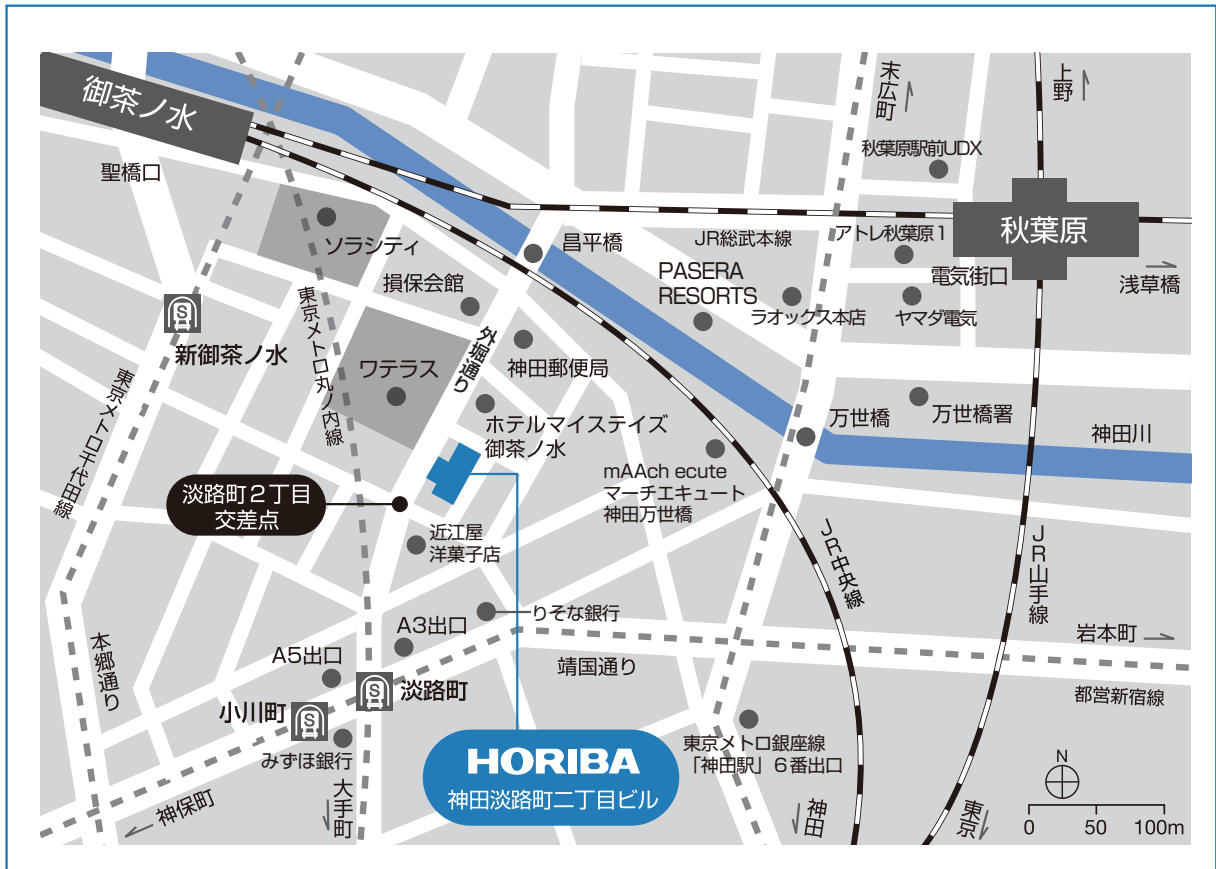 御茶ノ水
聖橋口
末広町
上野
秋葉原駅前UDX
秋葉原
アトレ秋葉原1
JR総武本線
昌平橋
ソラシティ
電気街口
浅草橋
PASERA
RESORTS
ラオックス本店
ヤマダ電気
損保会館
外堀通り
神田郵便局
S
新御茶ノ水
東京メトロ丸ノ内線
東京メトロ千代田線
ワテラス
ホテルマイステイズ
御茶ノ水
万世橋
万世橋署
神田川
mAAch ecute
マーチエキュート
神田万世橋
淡路町2丁目
交差点
近江屋
洋菓子店
JR中央線
JR山手線
りそな銀行
A3出口
岩本町
靖国通り
都営新宿線
本郷通り
A5出口
S
淡路町
小川町
S
みずほ銀行
神保町
大手町
HORIBA
神田淡路町二丁目ビル
東京メトロ銀座線
「神田駅」6番出口
神田
東京
N
0 50 100m